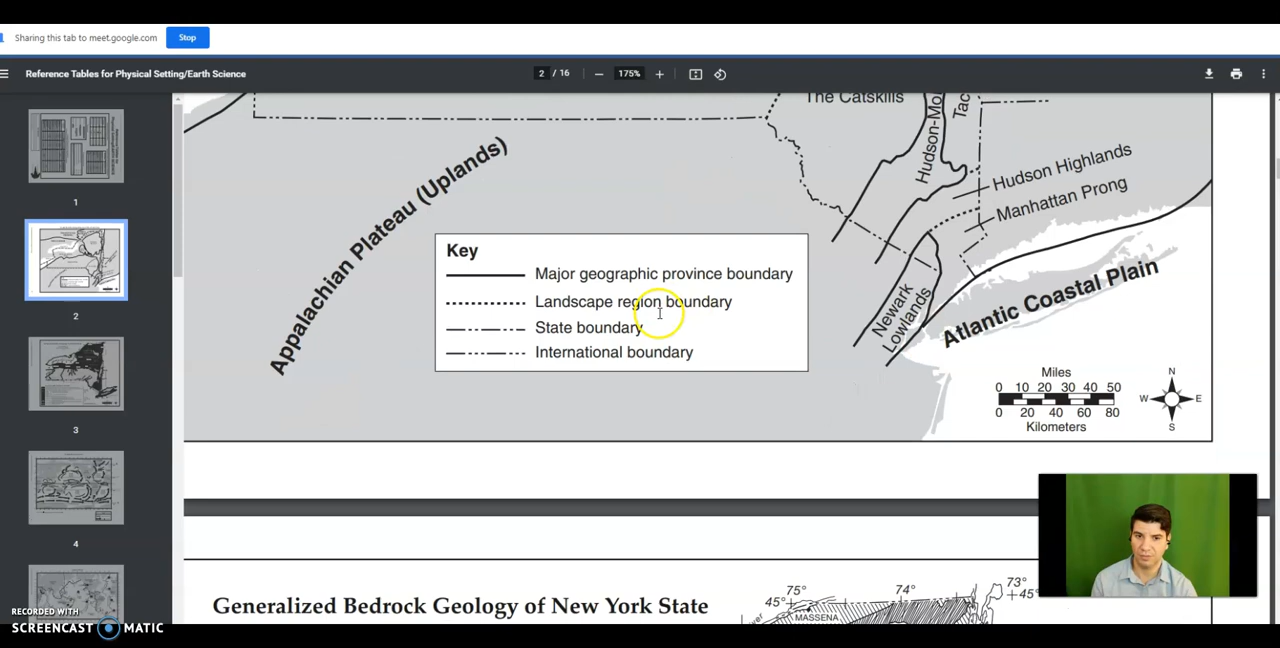 Sharing this tab to meet.google.com
Stop
Reference Tables for Physical Setting/Earth Science
2 / 16
175%
1
2
3
4
The Catskills
Hudson-Mo
Tac
Appalachian Plateau (Uplands)
Hudson Highlands
Manhattan Prong
Key
Major geographic province boundary
Landscape region boundary
State boundary
International boundary
Newark
Lowlands
Atlantic Coastal Plain
Miles
0 10 20 30 40 50
0 20 40 60 80
Kilometers
N
W E
S
Generalized Bedrock Geology of New York State
75° 74° 73°
45° 45°
MASSENA
RECORDED WITH
SCREENCAST MATIC